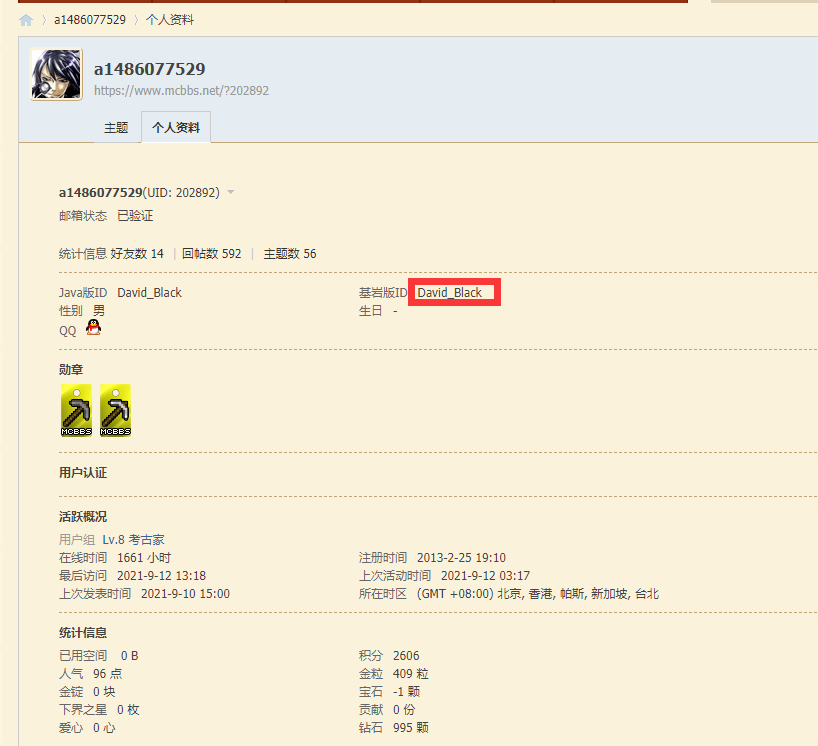 a1486077529 〉 个人资料
a1486077529
https://www.mcbbs.net/?202892
主题 个人资料
a1486077529(UID: 202892)
邮箱状态 已验证
统计信息 好友数 14 | 回帖数 592 | 主题数 56
Java版ID David_Black 基岩版ID David_Black
性别 男 生日 -
QQ
勋章
MCBBS MCBBS
用户认证
活跃概况
用户组 Lv.8 考古家
在线时间 1661 小时 注册时间 2013-2-25 19:10
最后访问 2021-9-12 13:18 上次活动时间 2021-9-12 03:17
上次发表时间 2021-9-10 15:00 所在时区 (GMT +08:00) 北京, 香港, 帕斯, 新加坡, 台北
统计信息
已用空间 0 B 积分 2606
人气 96 点 金粒 409 粒
金锭 0 块 宝石 -1 颗
下界之星 0 枚 贡献 0 份
爱心 0 心 钻石 995 颗